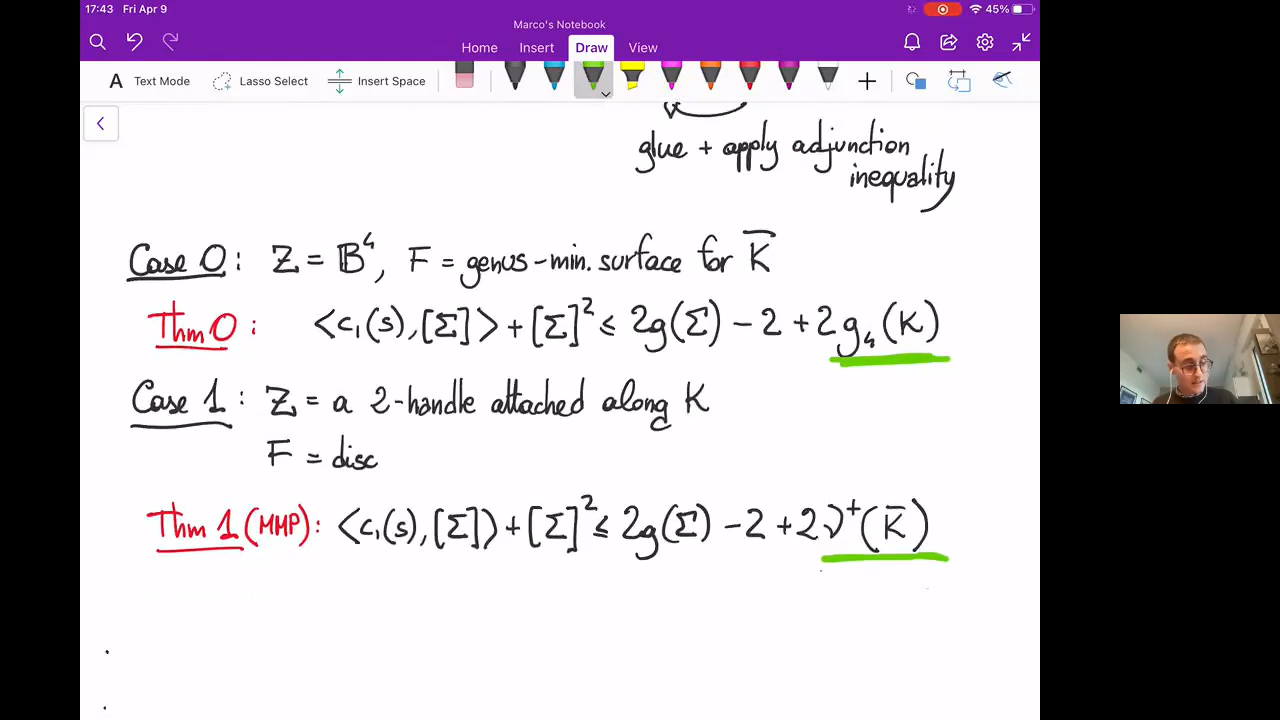 17:43 Fri Apr 9
45%
Marco's Notebook
Home Insert Draw View
Text Mode Lasso Select Insert Space
glue + apply adjunction
inequality
Case 0: Z = B⁴, F = genus-min. surface for K̅
Thm 0: <c₁(s), [Σ]> + [Σ]² ≤ 2g(Σ) - 2 + 2g₄(K)
Case 1: Z = a 2-handle attached along K
F = disc
Thm 1 (MMP): <c₁(s), [Σ]> + [Σ]² ≤ 2g(Σ) - 2 + 2ν⁺(K̅)